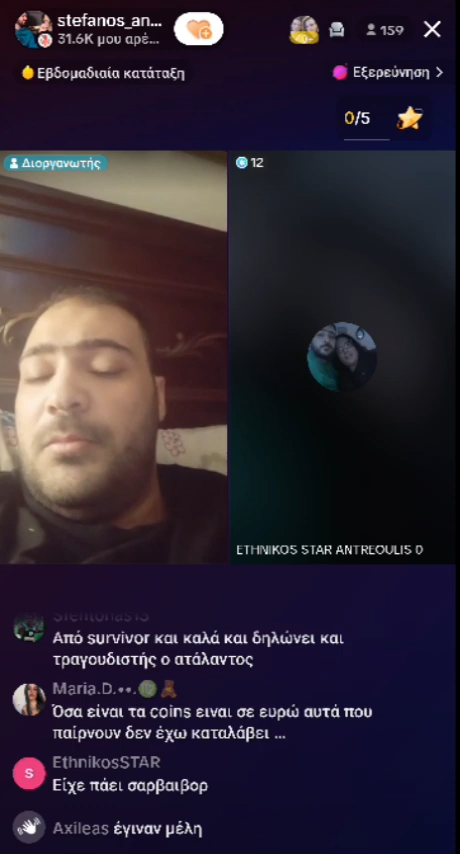 stefanos_an...
31.6K μου αρέ...
159
Εβδομαδιαία κατάταξη
Εξερεύνηση >
0/5
Διοργανωτής
12
ETHNIKOS STAR ANTREOULIS 0
Από survivor και καλά και δηλώνει και
τραγουδιστής ο ατάλαντος
Maria.D.••.
Όσα είναι τα coins ειναι σε ευρώ αυτά που
παίρνουν δεν έχω καταλάβει ...
S
EthnikosSTAR
Είχε πάει σαρβαιβορ
Axileas έγιναν μέλη